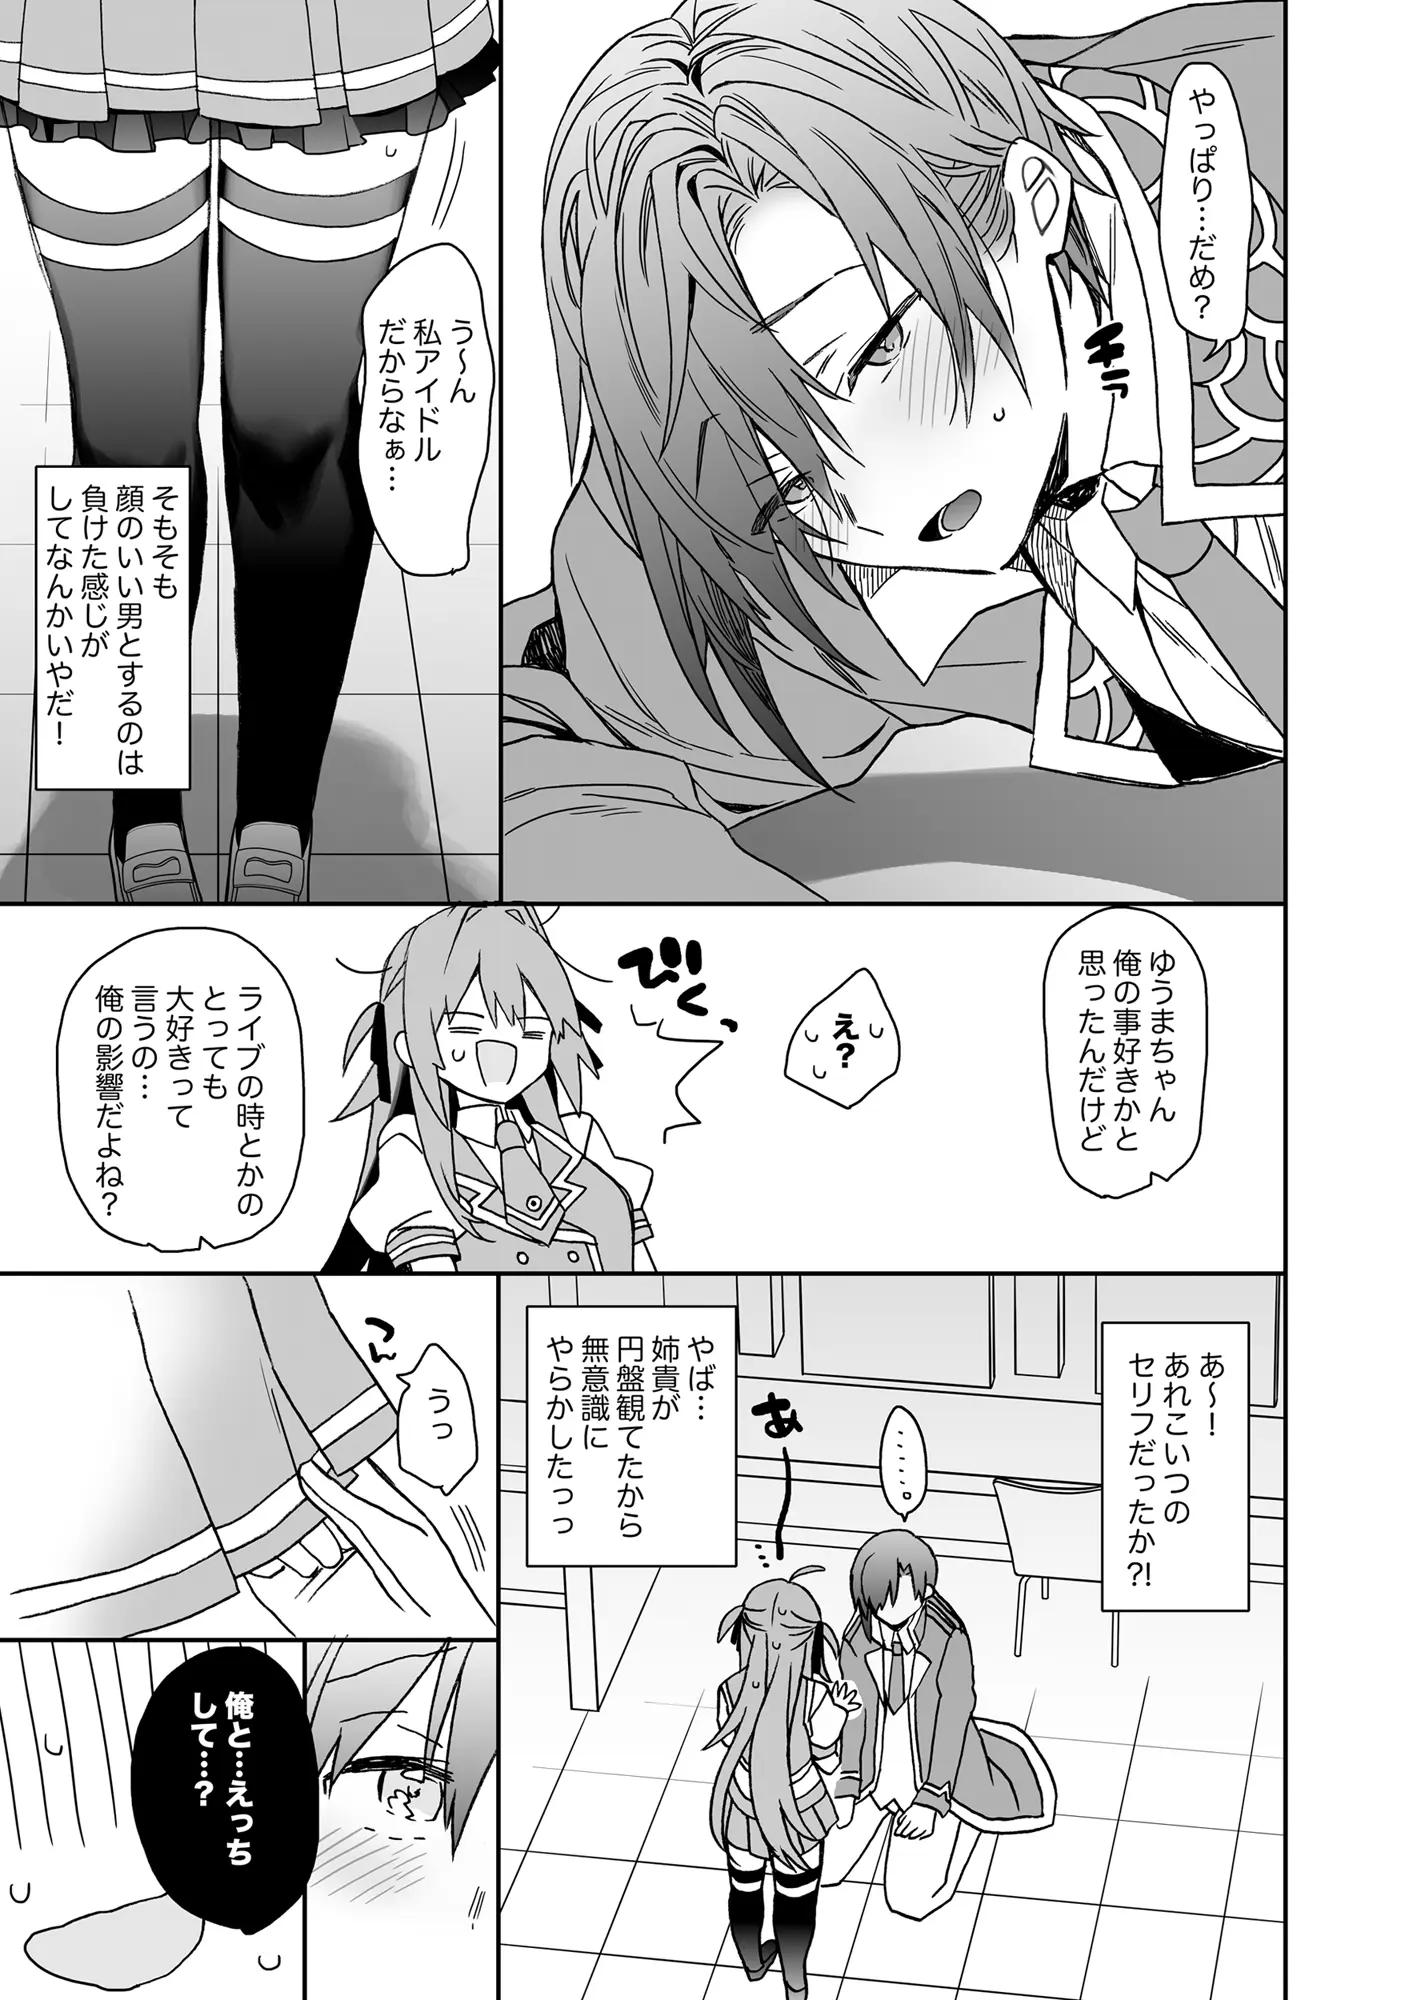 やっぱり…だめ？
チラッ
う～ん
私アイドル
だからなぁ…
そもそも
顔のいい男とするのは
負けた感じが
してなんかいやだ！
ゆうまちゃん
俺の事好きかと
思ったんだけど
え？
びくっ
ライブの時とかの
とっても
大好きって
言うの…
俺の影響だよね？
あ～！
あれこいつの
セリフだったか⁈
…………。
あ
やば…
姉貴が
円盤観てたから
無意識に
やらかしたっっ
うっ
つん
俺と…えっち
して…？